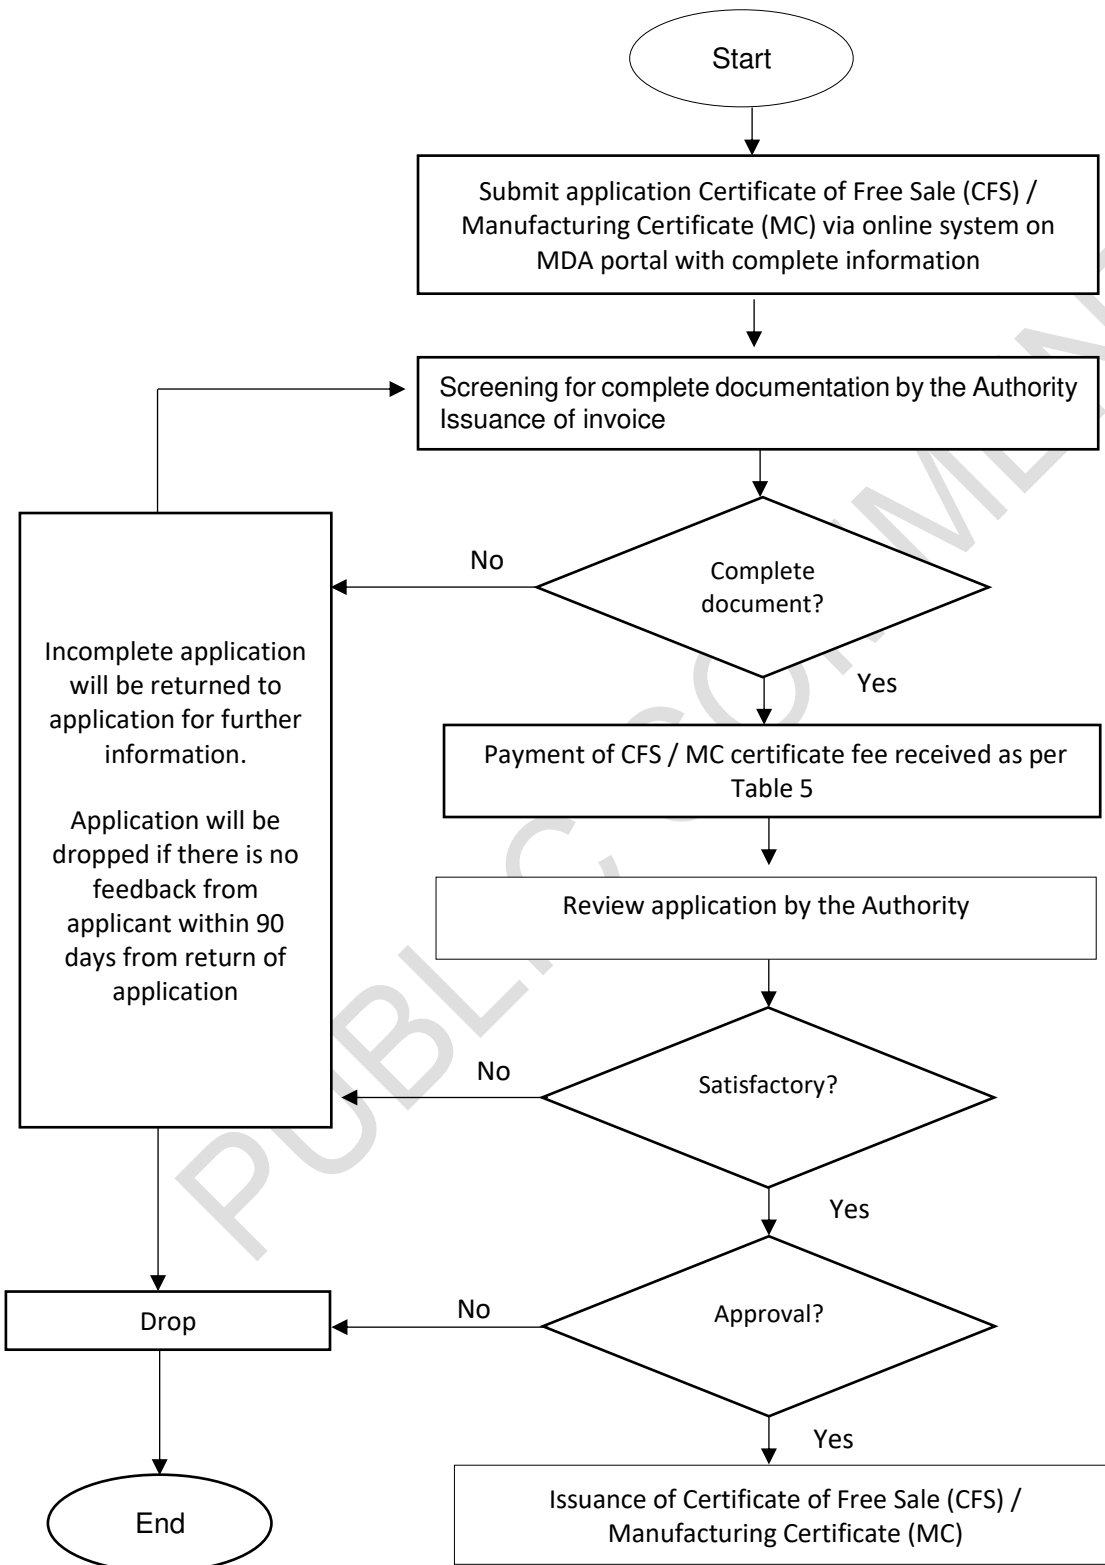 Start
Submit application Certificate of Free Sale (CFS) /
Manufacturing Certificate (MC) via online system on
MDA portal with complete information
Screening for complete documentation by the Authority
Issuance of invoice
No
Complete
document?
Yes
Incomplete application
will be returned to
application for further
information.
Application will be
dropped if there is no
feedback from
applicant within 90
days from return of
application
Payment of CFS / MC certificate fee received as per
Table 5
Review application by the Authority
No
Satisfactory?
Yes
Drop
No
Approval?
Yes
End
Issuance of Certificate of Free Sale (CFS) /
Manufacturing Certificate (MC)
PUBLIC COMMEN